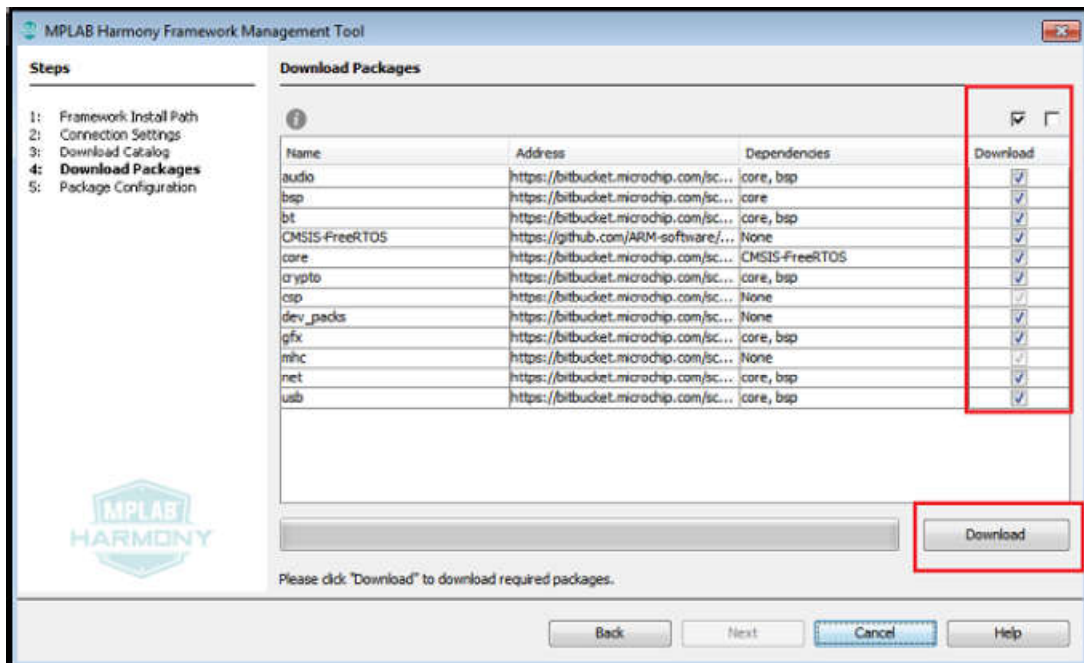 MPLAB Harmony Framework Management Tool
Steps
1: Framework Install Path
2: Connection Settings
3: Download Catalog
4: Download Packages
5: Package Configuration
MPLAB
HARMONY
Download Packages
Name Address Dependencies Download
audio https://bitbucket.microchip.com/sc... core, bsp
bsp https://bitbucket.microchip.com/sc... core
bt https://bitbucket.microchip.com/sc... core, bsp
CMSIS-FreeRTOS https://github.com/ARM-software/... None
core https://bitbucket.microchip.com/sc... CMSIS-FreeRTOS
crypto https://bitbucket.microchip.com/sc... core, bsp
csp https://bitbucket.microchip.com/sc... None
dev_packs https://bitbucket.microchip.com/sc... None
gfx https://bitbucket.microchip.com/sc... core, bsp
mhc https://bitbucket.microchip.com/sc... None
net https://bitbucket.microchip.com/sc... core, bsp
usb https://bitbucket.microchip.com/sc... core, bsp
Download
Please click "Download" to download required packages.
Back Next Cancel Help